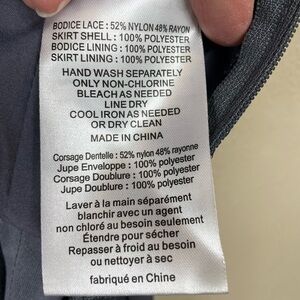 BODICE LACE : 52% NYLON 48% RAYON
SKIRT SHELL : 100% POLYESTER
BODICE LINING : 100% POLYESTER
SKIRT LINING : 100% POLYESTER
HAND WASH SEPARATELY
ONLY NON-CHLORINE
BLEACH AS NEEDED
LINE DRY
COOL IRON AS NEEDED
OR DRY CLEAN
MADE IN CHINA
Corsage Dentelle : 52% nylon 48% rayonne
Jupe Enveloppe : 100% polyester
Corsage Doublure : 100% polyester
Jupe Doublure : 100% polyester
Laver à la main séparément
blanchir avec un agent
non chloré au besoin seulement
Étendre pour sécher
Repasser à froid au besoin
ou nettoyer à sec
fabriqué en Chine